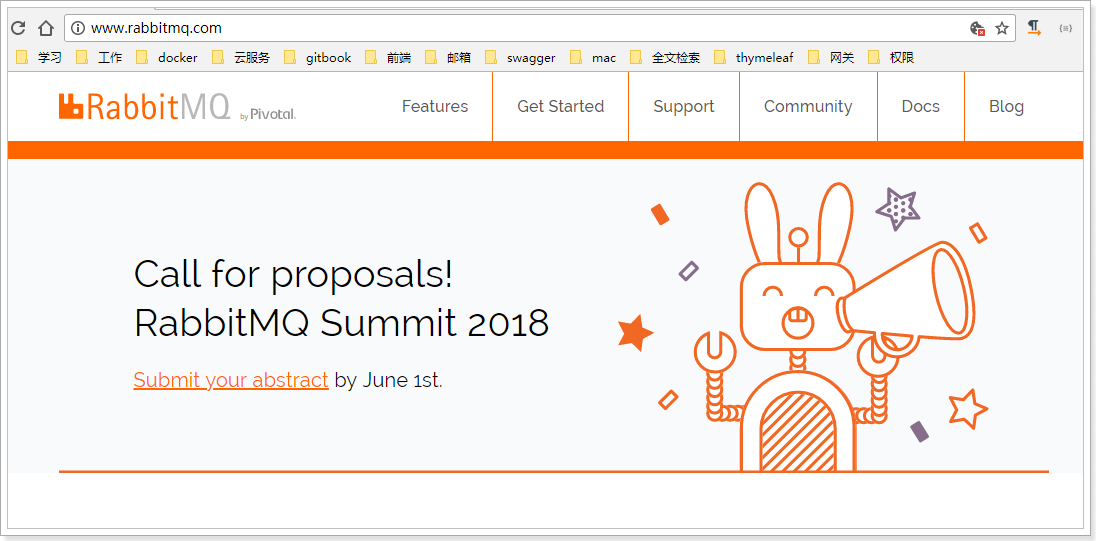 www.rabbitmq.com
学习 工作 docker 云服务 gitbook 前端 邮箱 swagger mac 全文检索 thymeleaf 网关 权限
RabbitMQ by Pivotal. Features Get Started Support Community Docs Blog
Call for proposals!
RabbitMQ Summit 2018
Submit your abstract by June 1st.